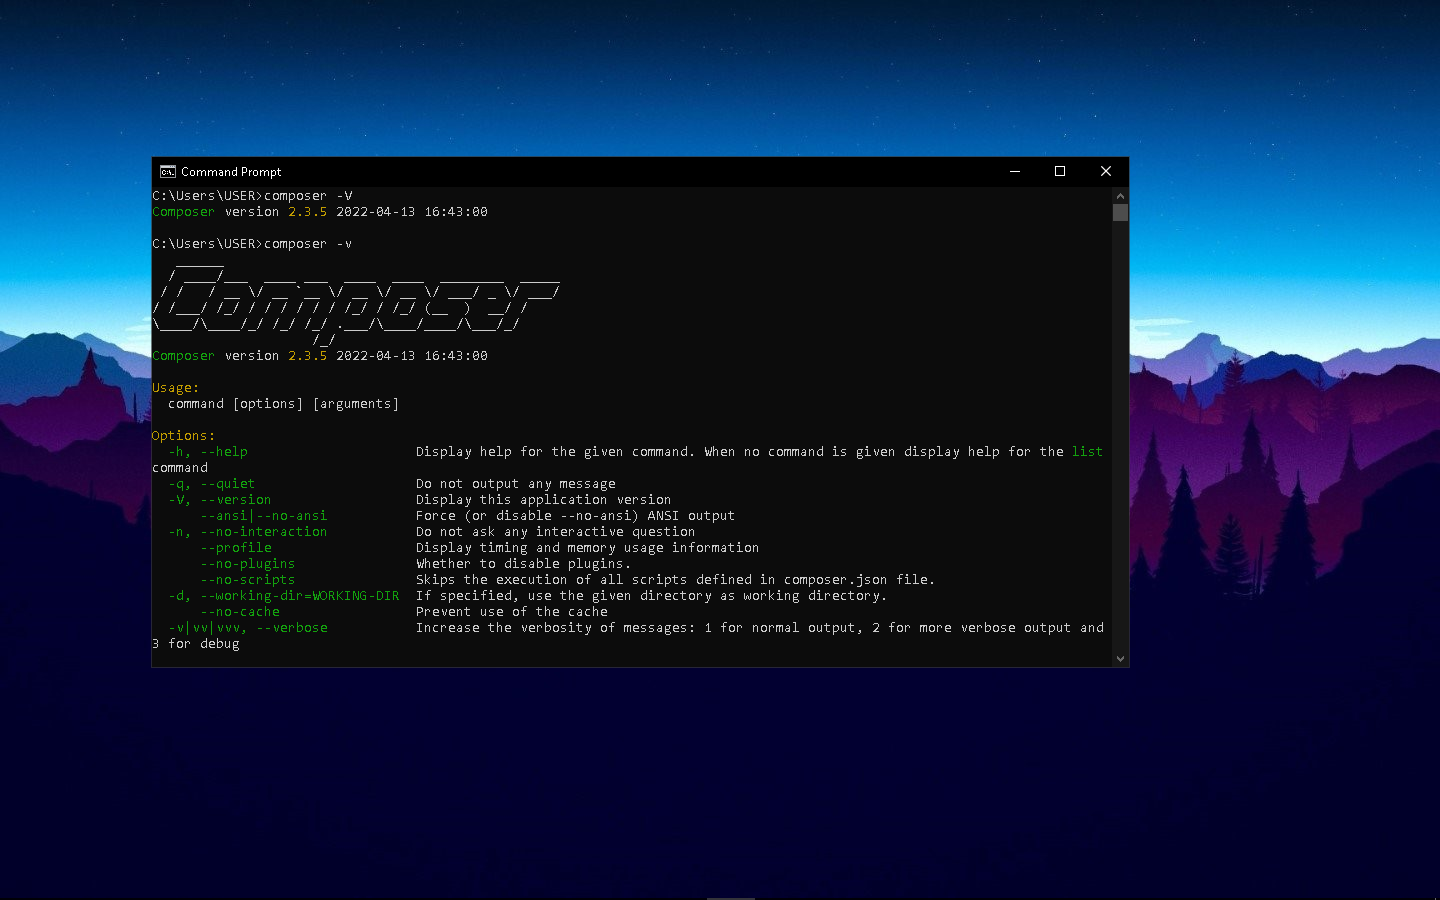 Command Prompt
C:\Users\USER>composer -V
Composer version 2.3.5 2022-04-13 16:43:00
C:\Users\USER>composer -v
Composer
Composer version 2.3.5 2022-04-13 16:43:00
Usage:
command [options] [arguments]
Options:
-h, --help Display help for the given command. When no command is given display help for the list
command
-q, --quiet Do not output any message
-V, --version Display this application version
--ansi|--no-ansi Force (or disable --no-ansi) ANSI output
-n, --no-interaction Do not ask any interactive question
--profile Display timing and memory usage information
--no-plugins Whether to disable plugins.
--no-scripts Skips the execution of all scripts defined in composer.json file.
-d, --working-dir=WORKING-DIR If specified, use the given directory as working directory.
--no-cache Prevent use of the cache
-v|vv|vvv, --verbose Increase the verbosity of messages: 1 for normal output, 2 for more verbose output and
3 for debug